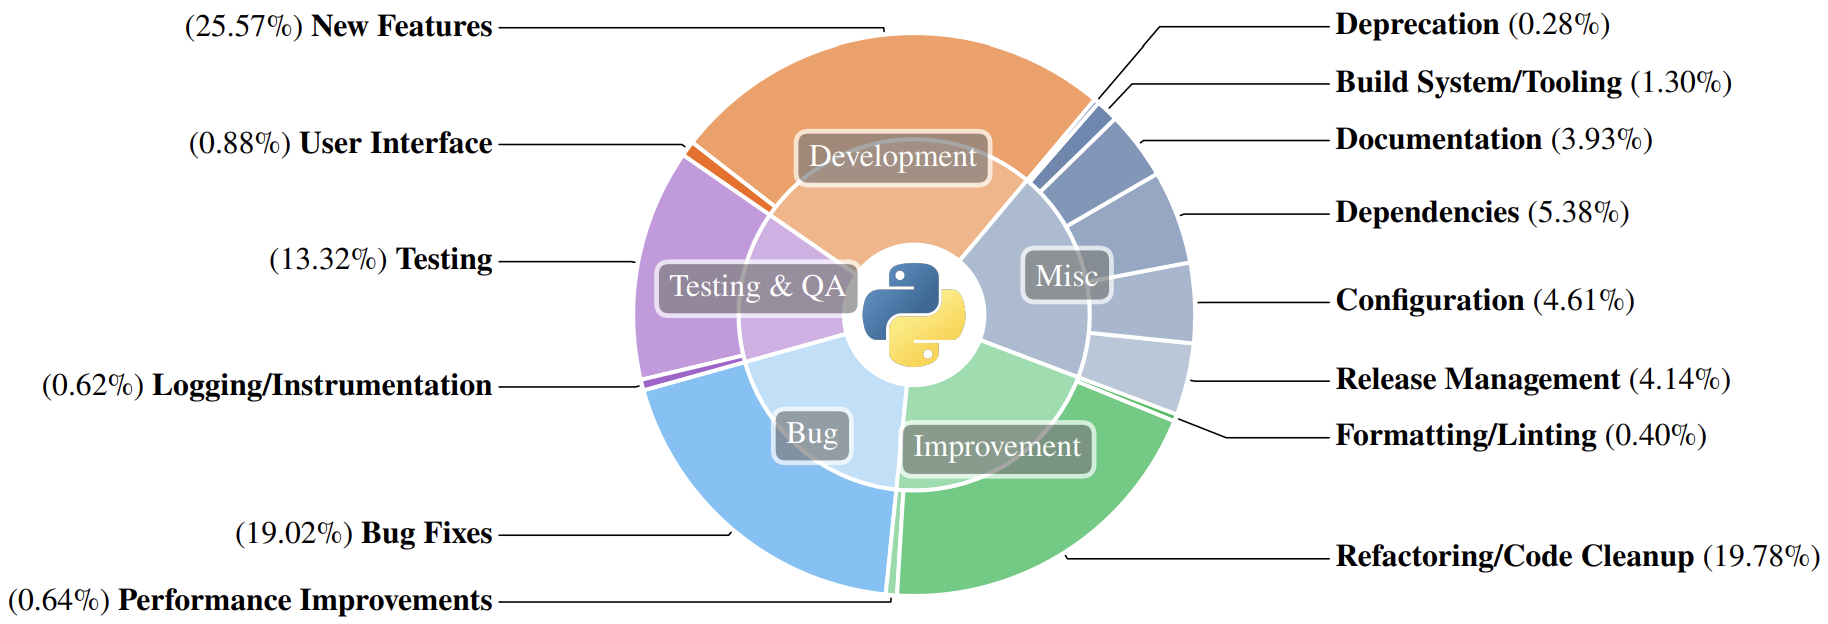 (25.57%) New Features
(0.88%) User Interface
(13.32%) Testing
(0.62%) Logging/Instrumentation
(19.02%) Bug Fixes
(0.64%) Performance Improvements
Development
Testing & QA
Misc
Bug
Improvement
Deprecation (0.28%)
Build System/Tooling (1.30%)
Documentation (3.93%)
Dependencies (5.38%)
Configuration (4.61%)
Release Management (4.14%)
Formatting/Linting (0.40%)
Refactoring/Code Cleanup (19.78%)